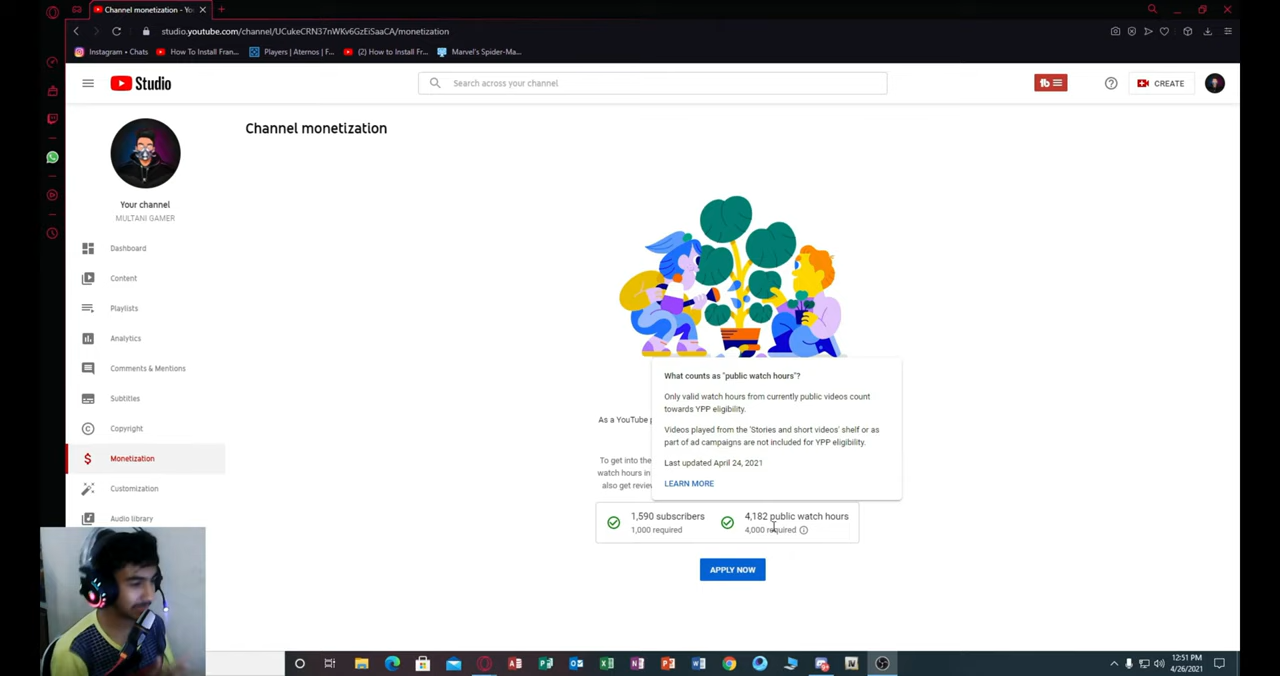 Channel monetization - Yo
studio.youtube.com/channel/UCukeCRN37nWKv6GzEiSaaCA/monetization
Instagram • Chats
How To Install Fran...
Players | Aternos | F...
(2) How to Install F...
Marvel's Spider-Ma...
Studio
Search across your channel
tb
CREATE
Channel monetization
Your channel
MULTANI GAMER
Dashboard
Content
Playlists
Analytics
Comments & Mentions
Subtitles
Copyright
Monetization
Customization
Audio library
What counts as "public watch hours"?
Only valid watch hours from currently public videos count
towards YPP eligibility.
Videos played from the 'Stories and short videos' shelf or as
part of ad campaigns are not included for YPP eligibility.
Last updated April 24, 2021
LEARN MORE
As a YouTube p
To get into the
watch hours in
also get review
1,590 subscribers
1,000 required
4,182 public watch hours
4,000 required
APPLY NOW
12:51 PM
4/26/2021